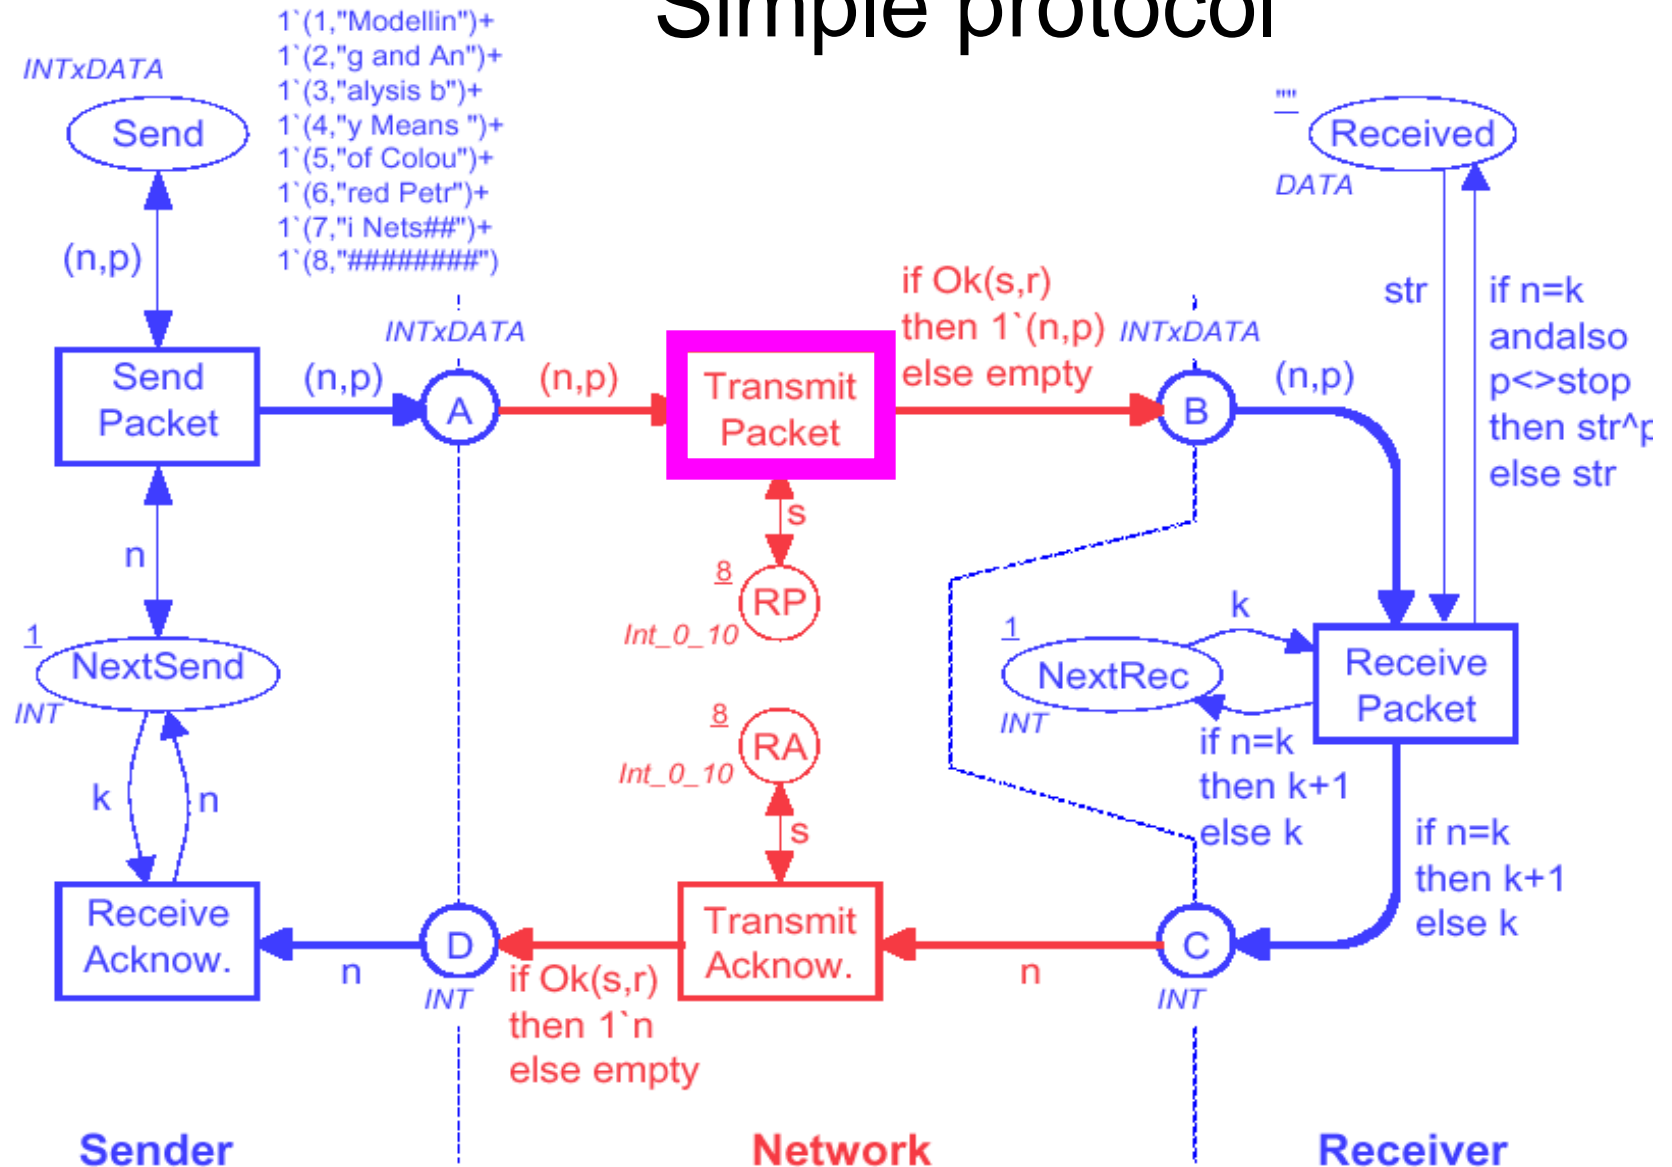 Simple protocol
1`(1,"Modellin")+
1`(2,"g and An")+
1`(3,"alysis b")+
1`(4,"y Means ")+
1`(5,"of Colou")+
1`(6,"red Petr")+
1`(7,"i Nets##")+
1`(8,"########")
INTxDATA
Send
(n,p)
Send
Packet
n
1
NextSend
INT
k
n
Receive
Acknow.
(n,p)
INTxDATA
A
(n,p)
Transmit
Packet
if Ok(s,r)
then 1`(n,p)
else empty
s
8
RP
Int_0_10
8
RA
Int_0_10
s
Transmit
Acknow.
INTxDATA
B
(n,p)
""
Received
DATA
str
if n=k
andalso
p<>stop
then str^p
else str
1
NextRec
INT
k
Receive
Packet
if n=k
then k+1
else k
if n=k
then k+1
else k
C
INT
n
if Ok(s,r)
then 1`n
else empty
D
INT
n
Sender
Network
Receiver